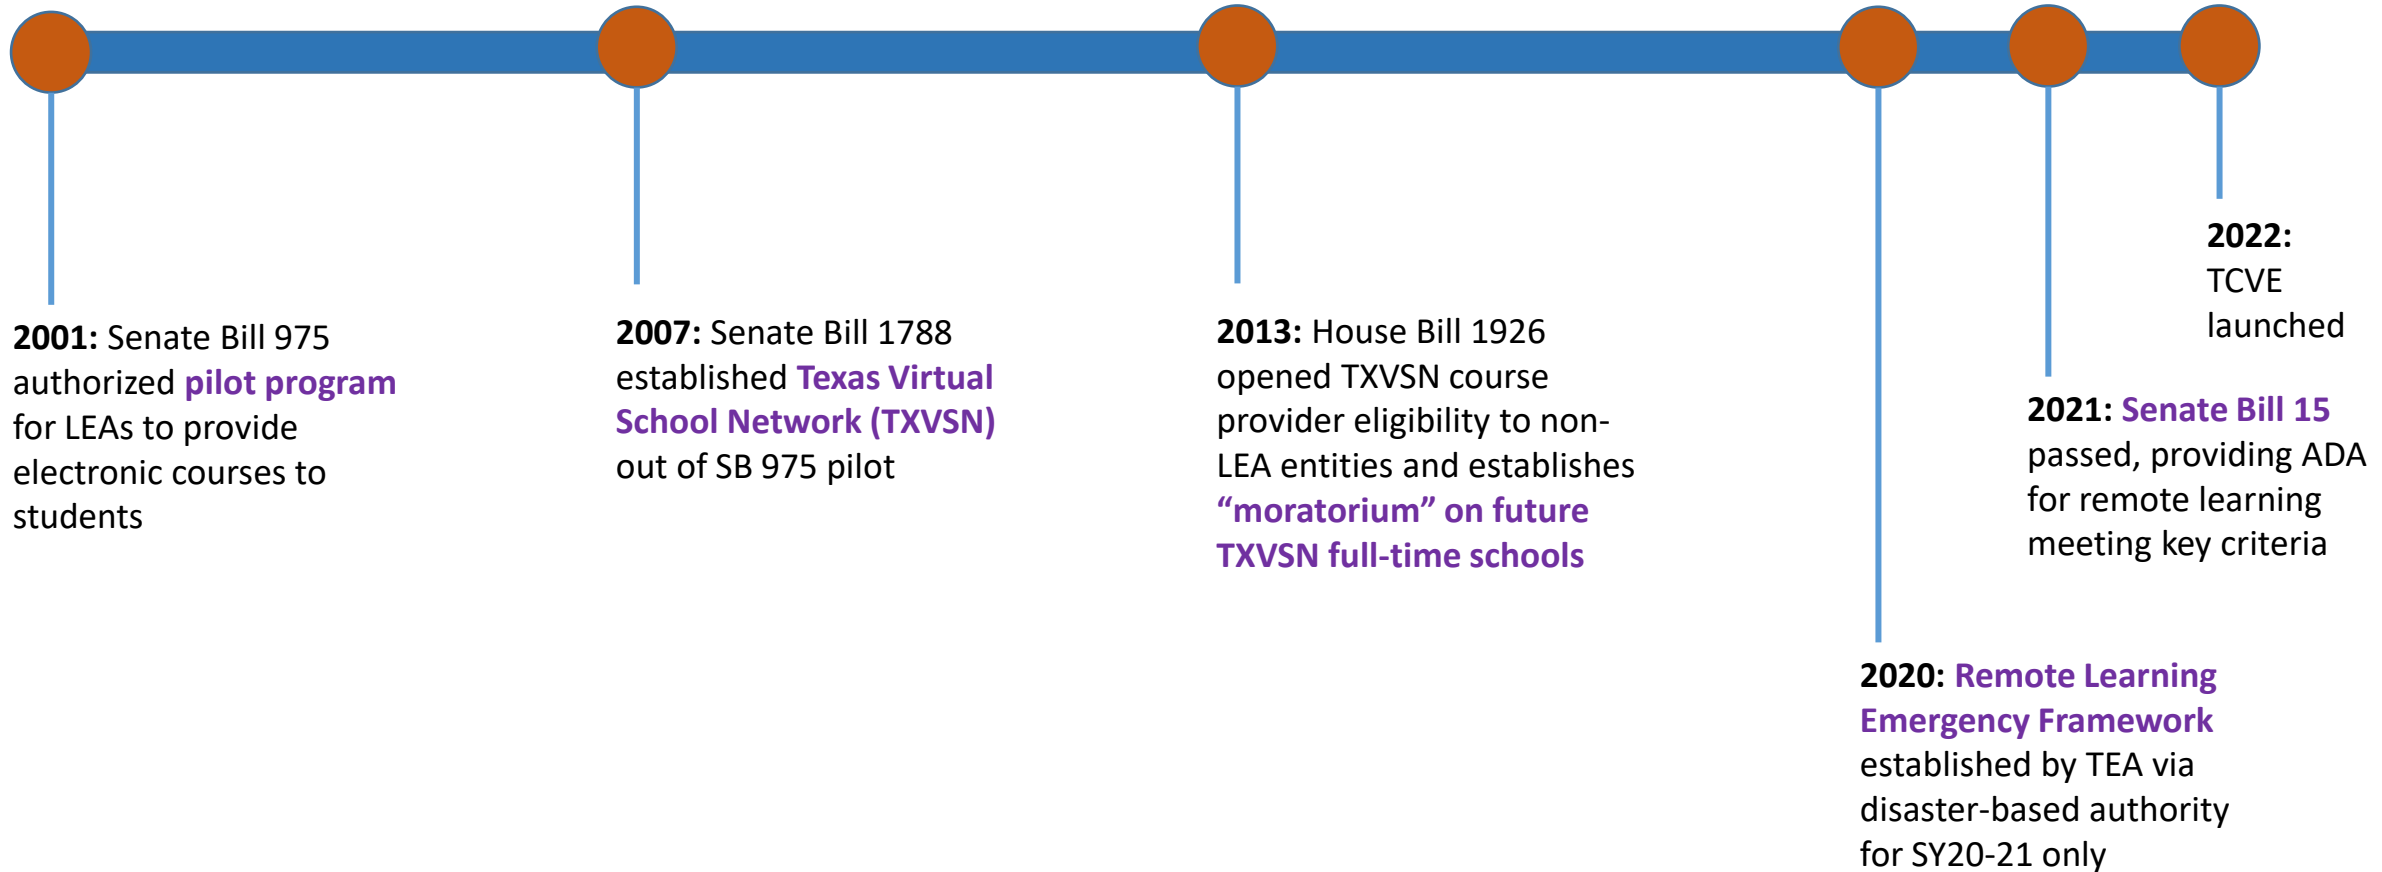 2001: Senate Bill 975
authorized pilot program
for LEAs to provide
electronic courses to
students
2007: Senate Bill 1788
established Texas Virtual
School Network (TXVSN)
out of SB 975 pilot
2013: House Bill 1926
opened TXVSN course
provider eligibility to non-
LEA entities and establishes
“moratorium” on future
TXVSN full-time schools
2020: Remote Learning
Emergency Framework
established by TEA via
disaster-based authority
for SY20-21 only
2021: Senate Bill 15
passed, providing ADA
for remote learning
meeting key criteria
2022:
TCVE
launched